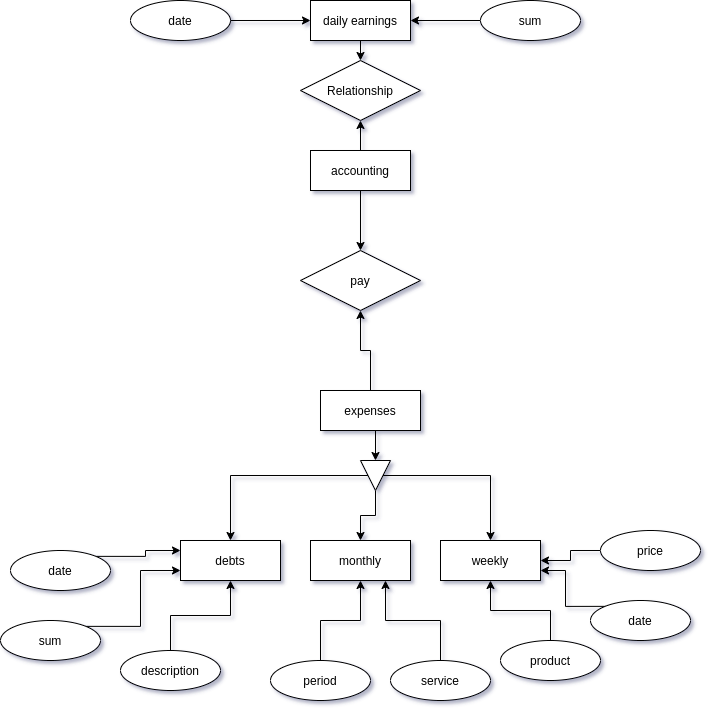 date
daily earnings
sum
Relationship
accounting
pay
expenses
debts
monthly
weekly
price
date
date
sum
product
description
period
service